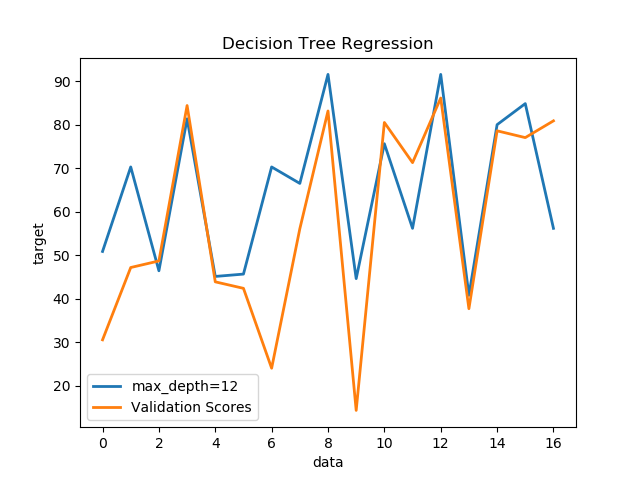 Decision Tree Regression
target
90
80
70
60
50
40
30
20
max_depth=12
Validation Scores
0 2 4 6 8 10 12 14 16
data